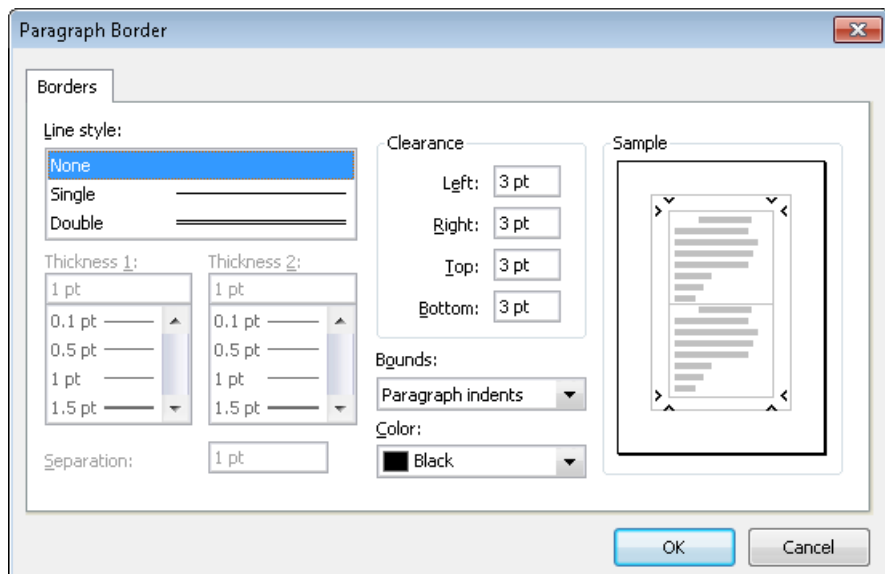 Paragraph Border
Borders
Line style:
None
Single
Double
Thickness 1:
1 pt
0.1 pt
0.5 pt
1 pt
1.5 pt
Thickness 2:
1 pt
0.1 pt
0.5 pt
1 pt
1.5 pt
Separation:
1 pt
Clearance
Left: 3 pt
Right: 3 pt
Top: 3 pt
Bottom: 3 pt
Bounds:
Paragraph indents
Color:
Black
Sample
OK
Cancel